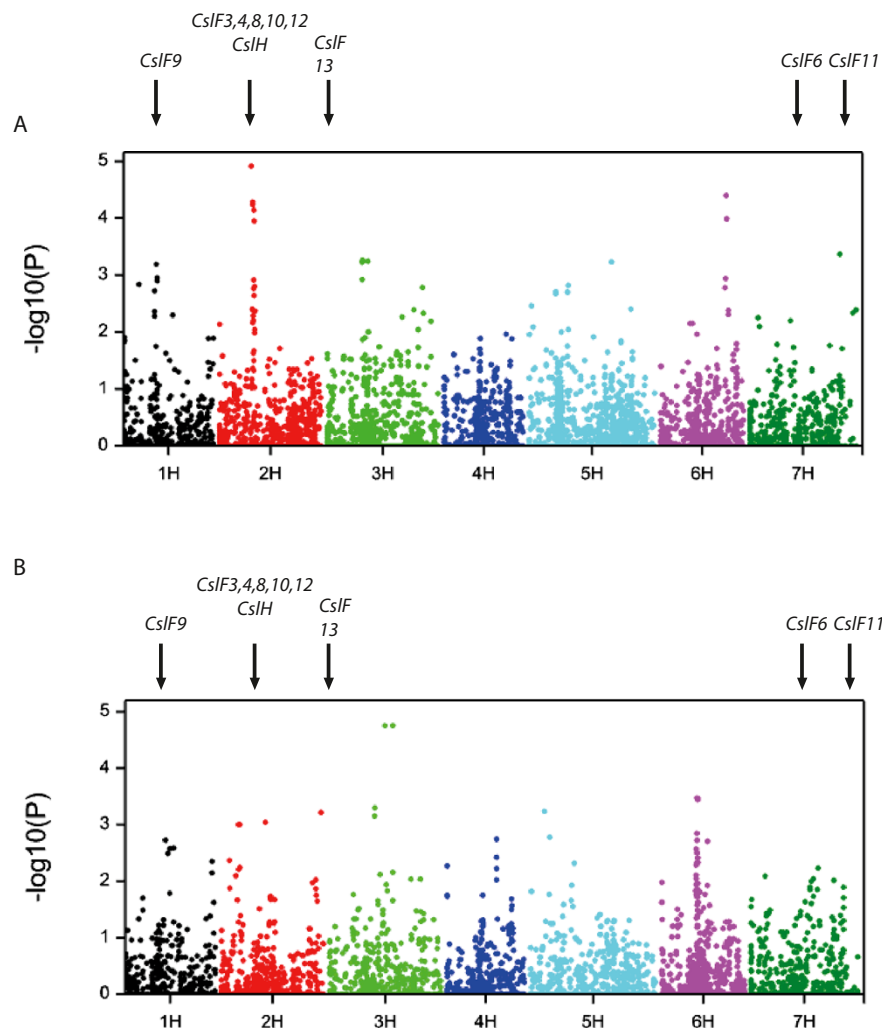 CslF3,4,8,10,12
CslH
CslF
13
CslF9
CslF6 CslF11
A
5
4
3
2
1
0
-log10(P)
1H 2H 3H 4H 5H 6H 7H
B
CslF3,4,8,10,12
CslH
CslF
13
CslF9
CslF6 CslF11
5
4
3
2
1
0
-log10(P)
1H 2H 3H 4H 5H 6H 7H